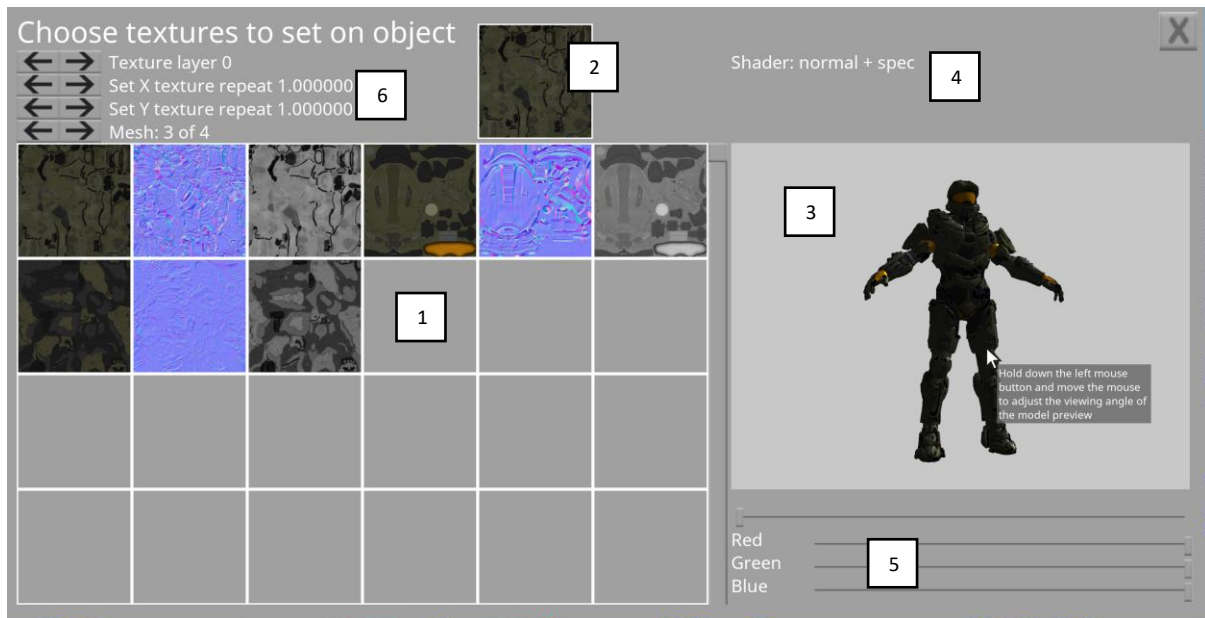 Choose textures to set on object
X
Texture layer 0
2
Shader: normal + spec
4
Set X texture repeat 1.000000
6
Set Y texture repeat 1.000000
Mesh: 3 of 4
3
1
Hold down the left mouse
button and move the mouse
to adjust the viewing angle of
the model preview
Red
Green
5
Blue